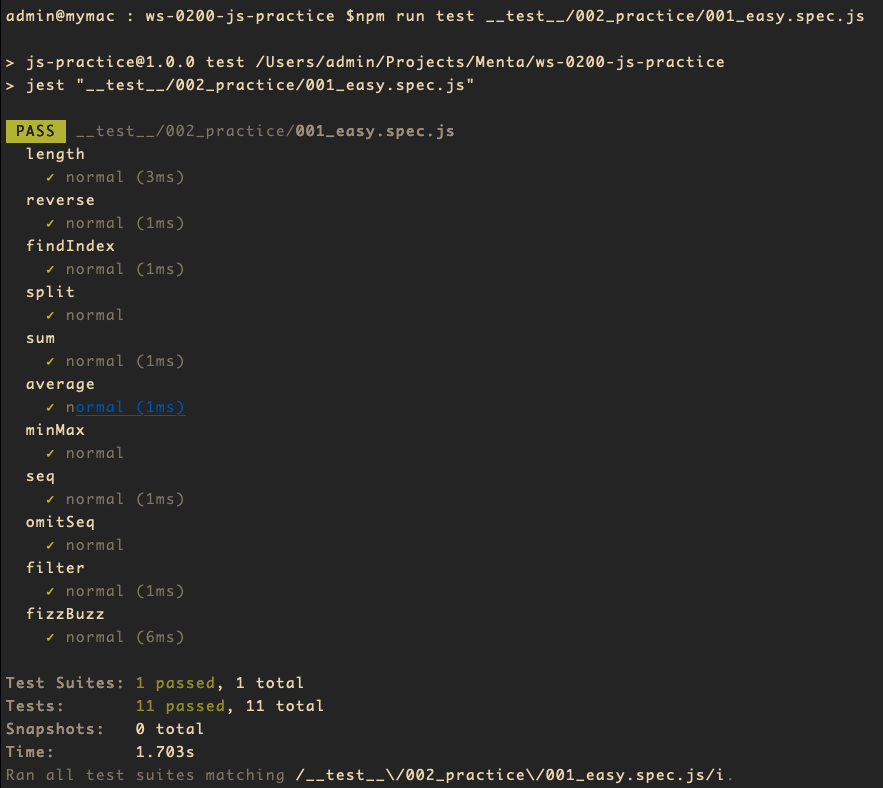 admin@mymac : ws-0200-js-practice $npm run test __test__/002_practice/001_easy.spec.js
> js-practice@1.0.0 test /Users/admin/Projects/Menta/ws-0200-js-practice
> jest "__test__/002_practice/001_easy.spec.js"
PASS __test__/002_practice/001_easy.spec.js
length
✓ normal (3ms)
reverse
✓ normal (1ms)
findIndex
✓ normal (1ms)
split
✓ normal
sum
✓ normal (1ms)
average
✓ normal (1ms)
minMax
✓ normal
seq
✓ normal (1ms)
omitSeq
✓ normal
filter
✓ normal (1ms)
fizzBuzz
✓ normal (6ms)
Test Suites: 1 passed, 1 total
Tests: 11 passed, 11 total
Snapshots: 0 total
Time: 1.703s
Ran all test suites matching /__test__\/002_practice\/001_easy.spec.js/i.